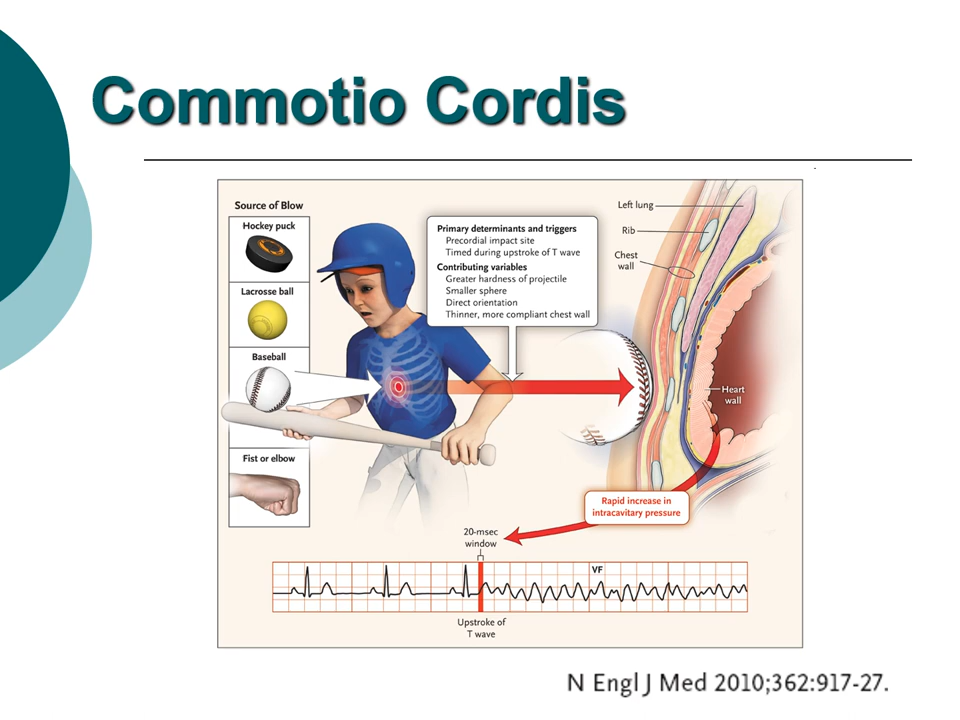 Commotio Cordis
Source of Blow
Hockey puck
Lacrosse ball
Baseball
Fist or elbow
Primary determinants and triggers
Precordial impact site
Timed during upstroke of T wave
Contributing variables
Greater hardness of projectile
Smaller sphere
Direct orientation
Thinner, more compliant chest wall
Left lung
Rib
Chest
wall
Heart
wall
Rapid increase in
intracavitary pressure
20-msec
window
VF
Upstroke of
T wave
N Engl J Med 2010;362:917-27.